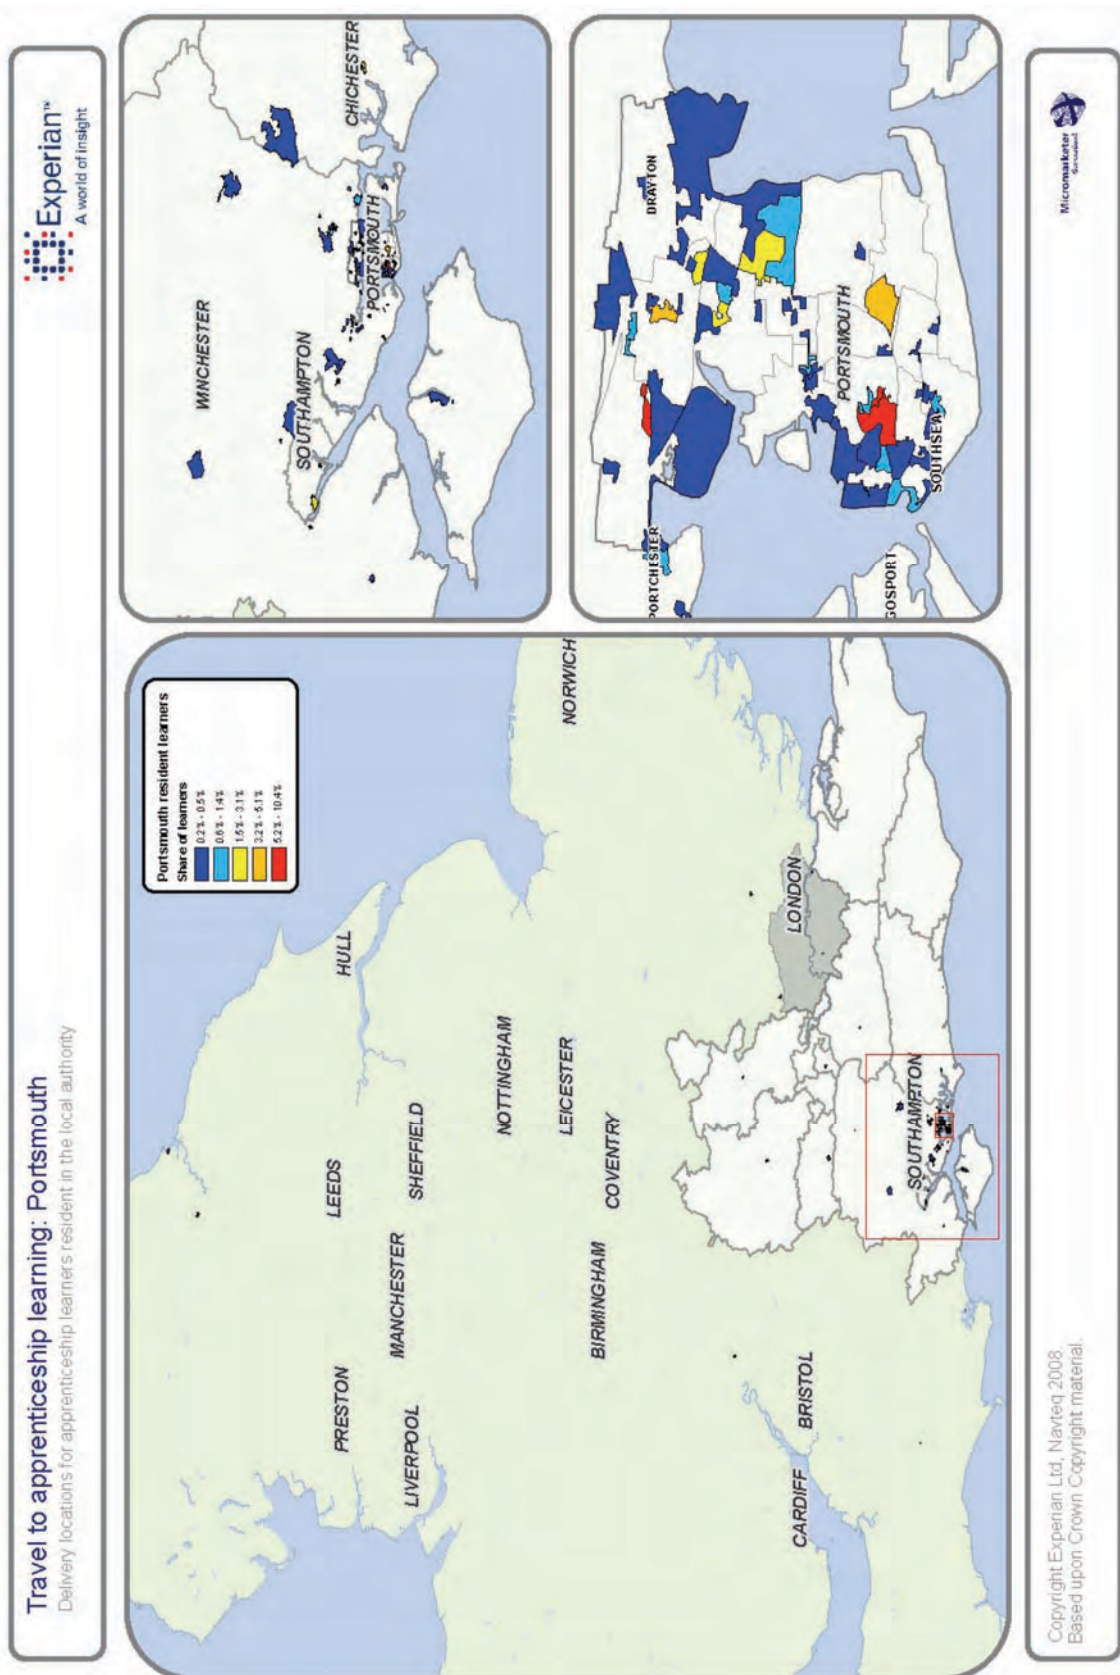 Travel to apprenticeship learning: Portsmouth
Delivery locations for apprenticeship learners resident in the local authority
Experian™
A world of insight
PRESTON
LEEDS
HULL
LIVERPOOL
MANCHESTER
SHEFFIELD
NOTTINGHAM
LEICESTER
NORWICH
BIRMINGHAM
COVENTRY
CARDIFF
BRISTOL
LONDON
SOUTHAMPTON
Portsmouth resident learners
Share of learners
0.2% - 0.5%
0.6% - 1.4%
1.5% - 3.1%
3.2% - 5.1%
5.2% - 10.4%
WINCHESTER
SOUTHAMPTON
PORTSMOUTH
CHICHESTER
DRAYTON
PORTCHESTER
PORTSMOUTH
GOSPORT
SOUTHSEA
Copyright Experian Ltd, Navteq 2008.
Based upon Crown Copyright material.
Micromarketer